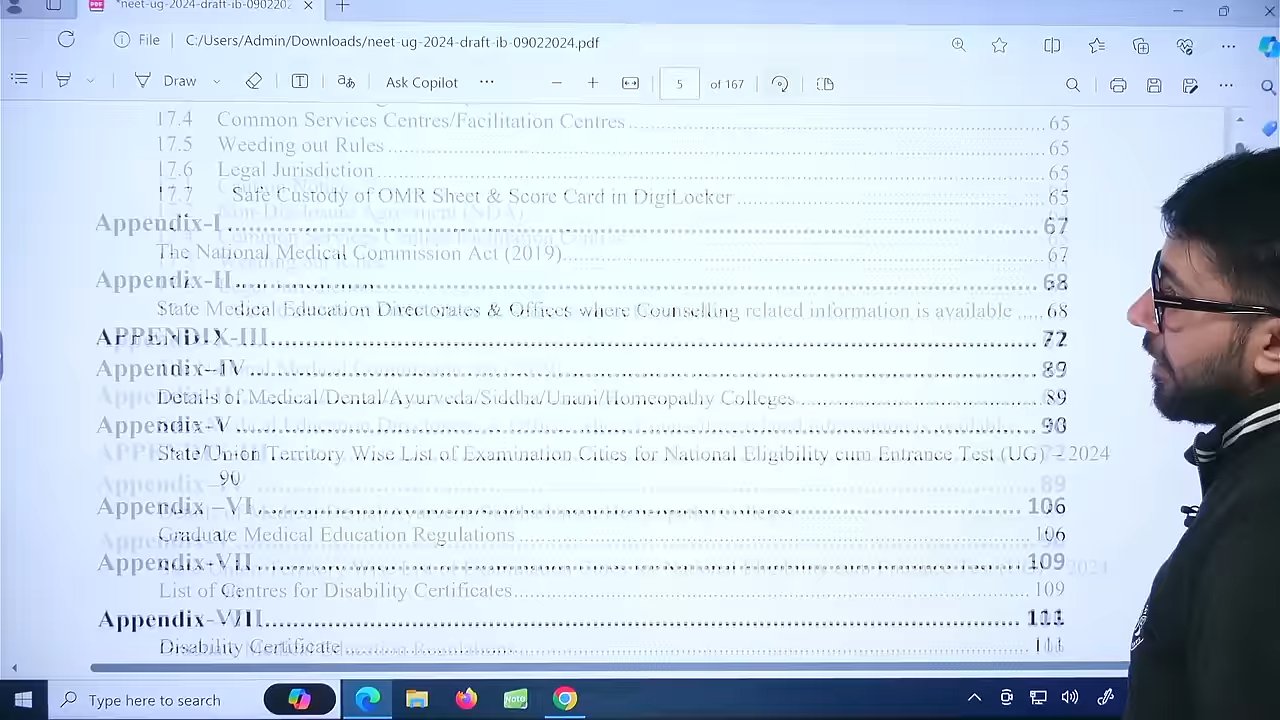 *neet-ug-2024-draft-ib-090220
File C:/Users/Admin/Downloads/neet-ug-2024-draft-ib-09022024.pdf
Draw Ask Copilot 5 of 167
17.4 Common Services Centres/Facilitation Centres 65
17.5 Weeding out Rules 65
17.6 Legal Jurisdiction 65
17.7 Safe Custody of OMR Sheet & Score Card in DigiLocker 65
Appendix-I 67
The National Medical Commission Act (2019) 67
Appendix-II 68
State Medical Education Directorates & Offices where Counselling related information is available 68
APPENDIX-III 72
Appendix-IV 89
Details of Medical/Dental/Ayurveda/Siddha/Unani/Homeopathy Colleges 89
Appendix-V 90
State/Union Territory Wise List of Examination Cities for National Eligibility cum Entrance Test (UG) – 2024
90
Appendix –VI 106
Graduate Medical Education Regulations 106
Appendix-VII 109
List of Centres for Disability Certificates 109
Appendix-VIII 111
Disability Certificate 111
Type here to search